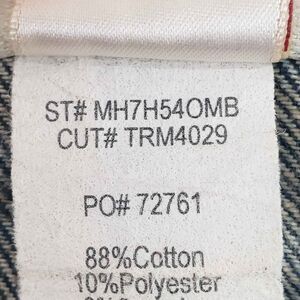 ST# MH7H54OMB
CUT# TRM4029
PO# 72761
88%Cotton
10%Polyester